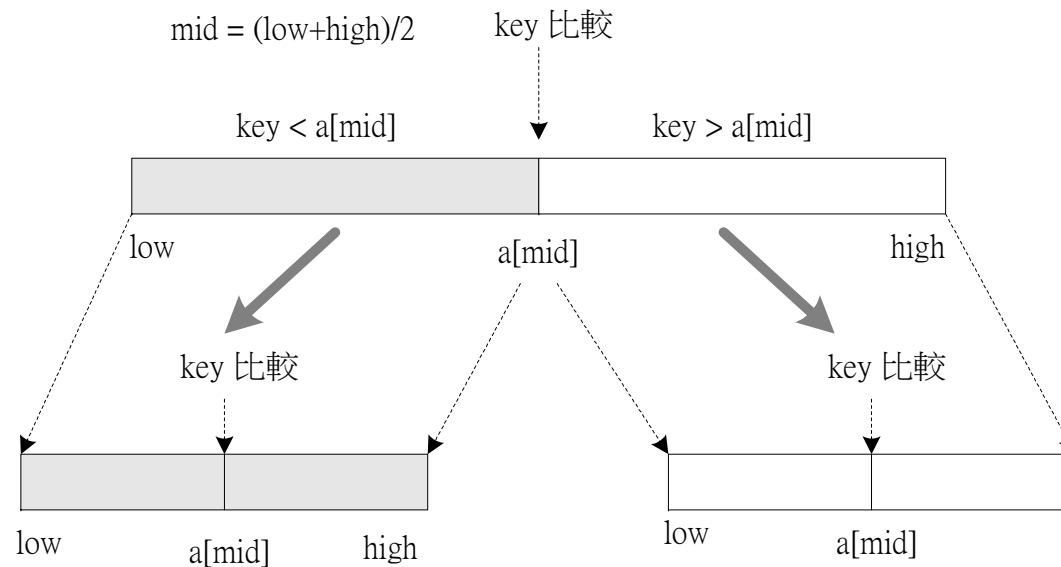 mid = (low+high)/2
key 比較
key < a[mid]
key > a[mid]
low
a[mid]
high
key 比較
key 比較
low
a[mid]
high
low
a[mid]